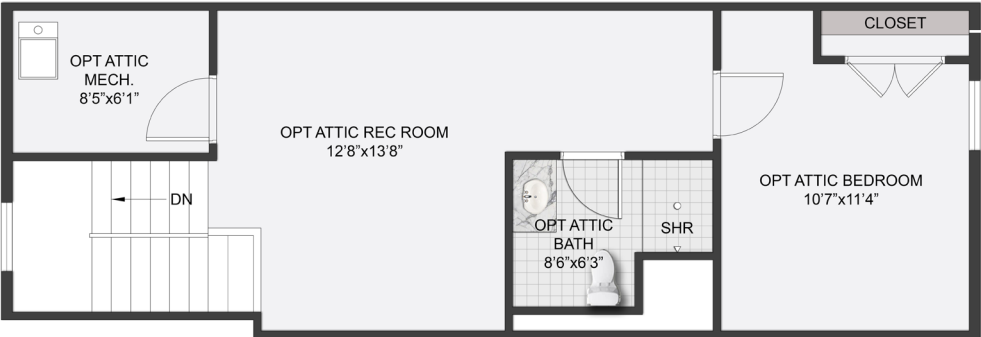 OPT ATTIC
MECH.
8'5"x6'1"
CLOSET
OPT ATTIC REC ROOM
12'8"x13'8"
DN
OPT ATTIC BEDROOM
10'7"x11'4"
OPT ATTIC
BATH
8'6"x6'3"
SHR